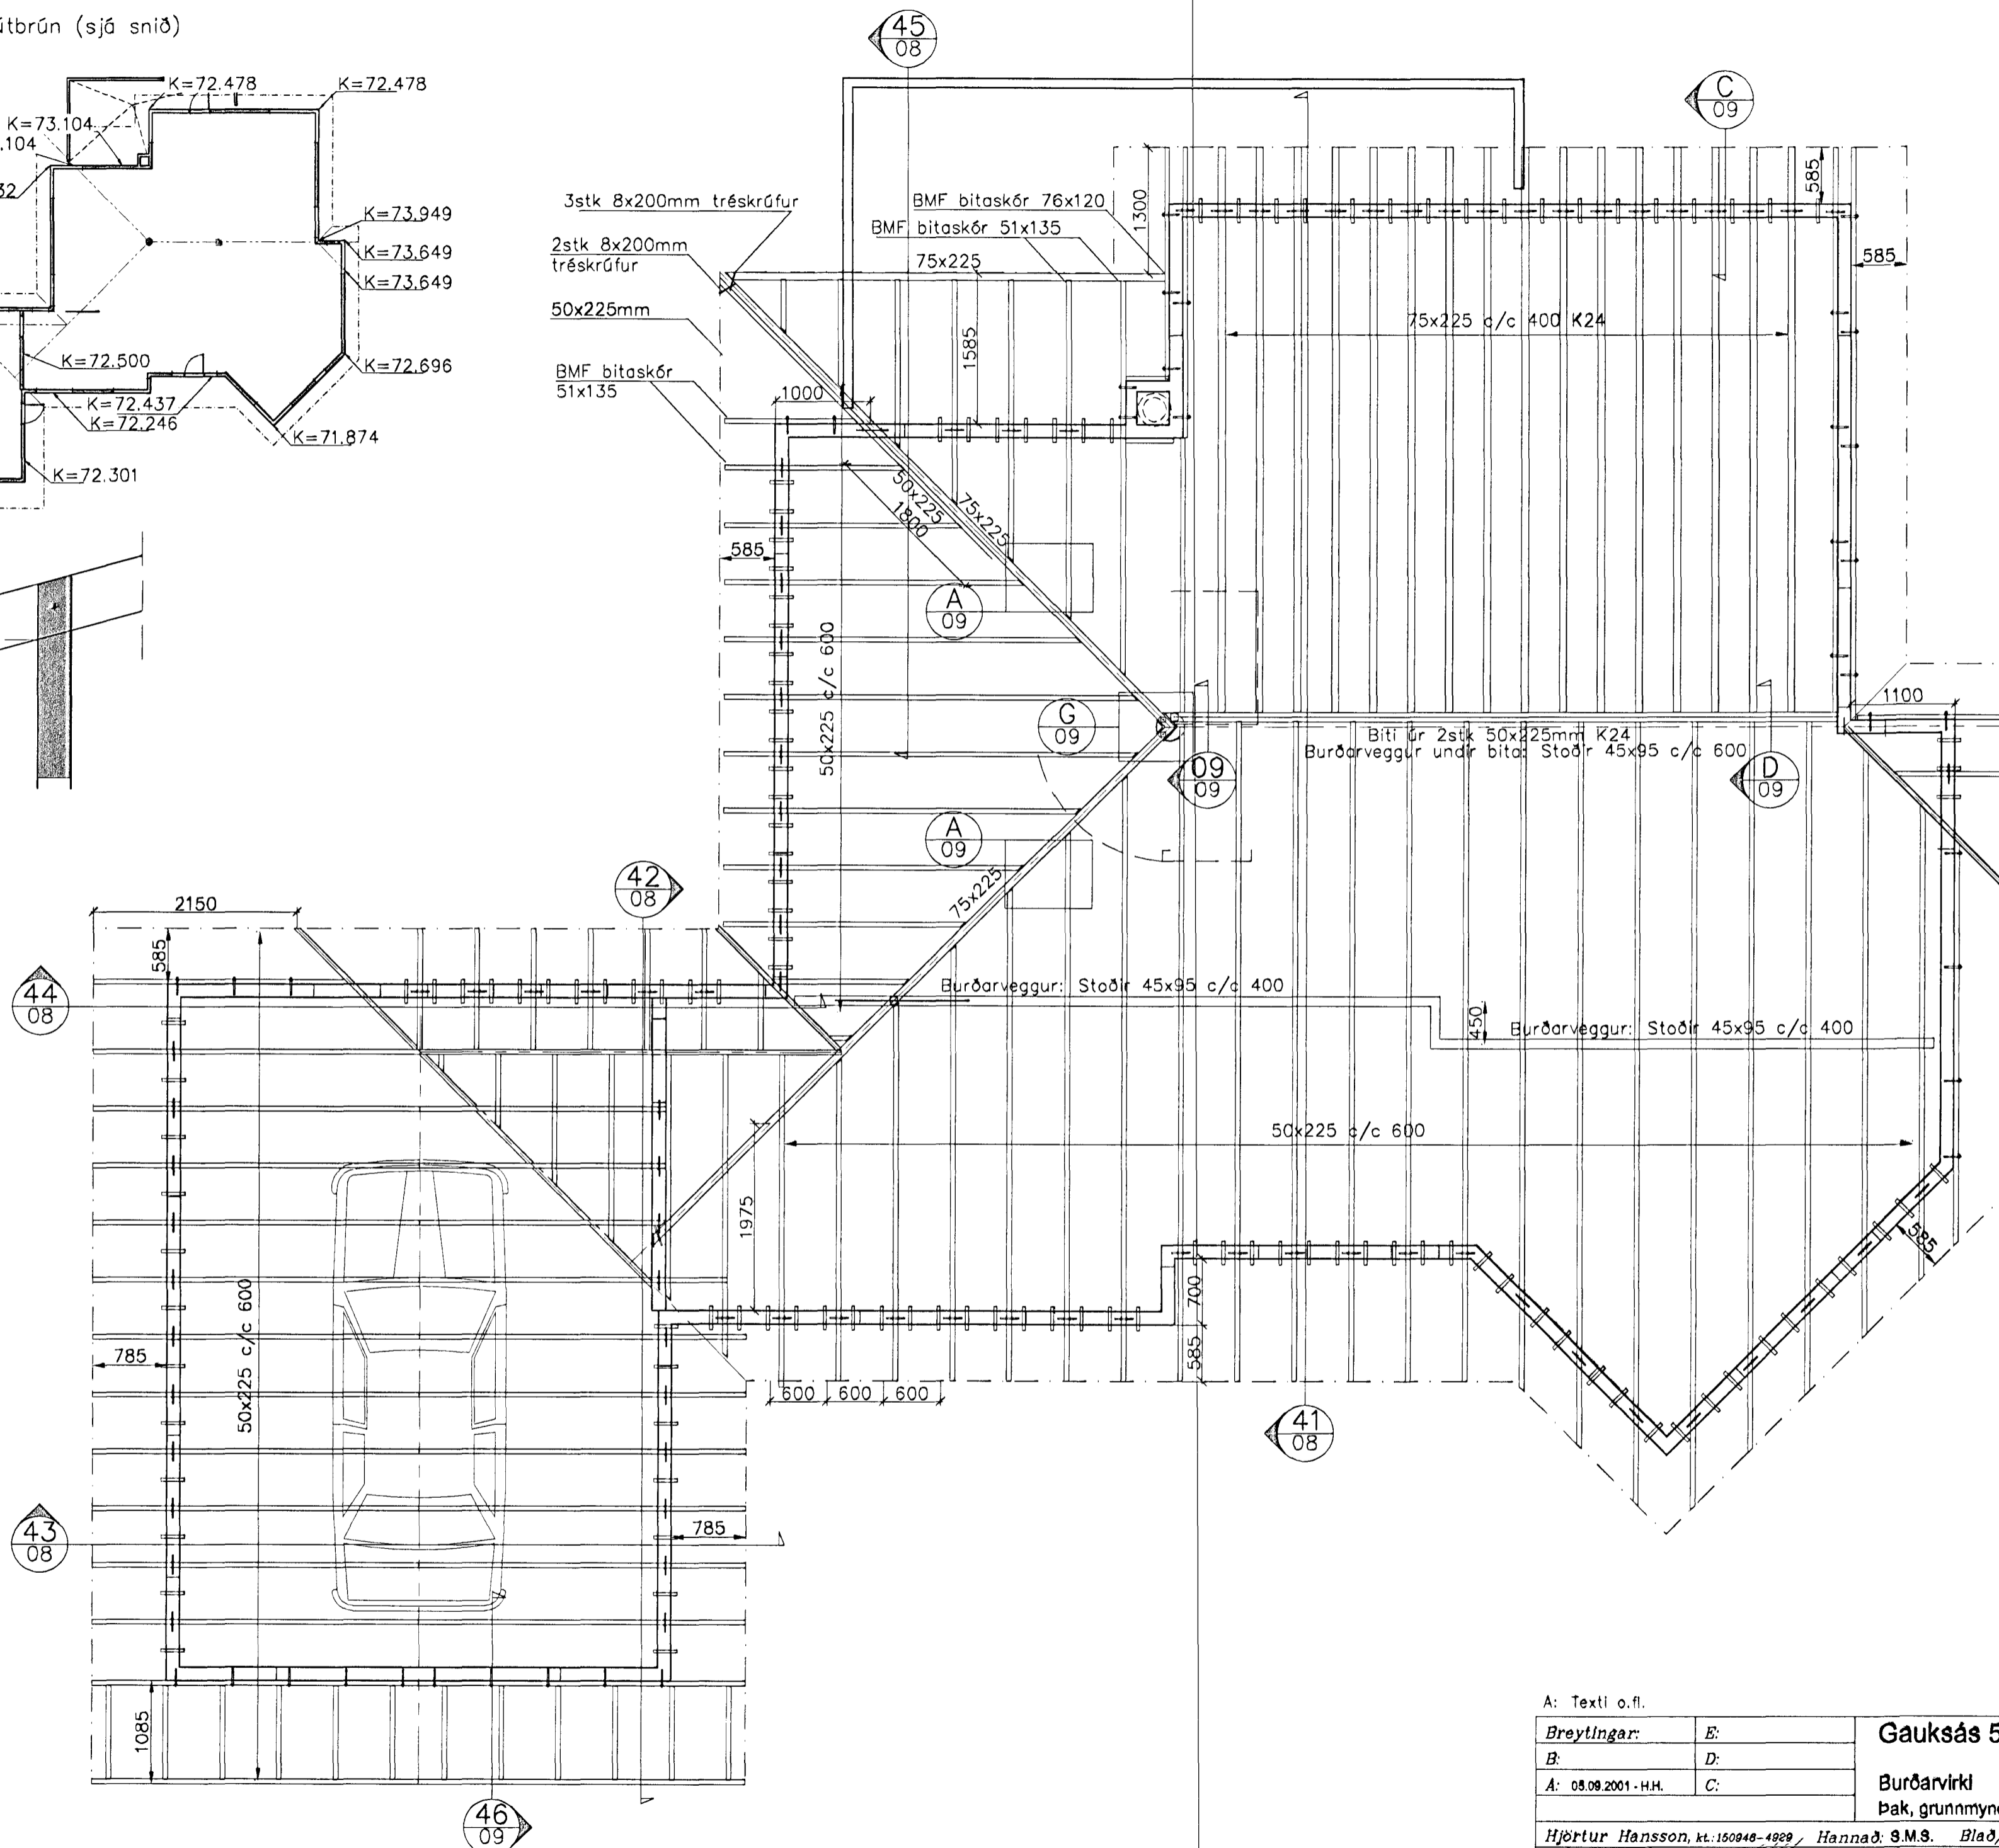 útbrún (sjá snið)
K=72.478
K=72.478
K=73.104
.104
32
K=73.949
K=73.649
K=73.649
K=72.500
K=72.696
K=72.437
K=72.246
K=71.874
K=72.301
45
08
C
09
3stk 8x200mm tréskrúfur
BMF bitaskór 76x120
1300
585
2stk 8x200mm
tréskrúfur
BMF bitaskór 51x135
75x225
585
50x225mm
75x225 c/c 400 K24
1585
BMF bitaskór
51x135
1000
50x225
75x225
1800
585
A
09
50x225 c/c 600
G
09
1100
Biti úr 2stk 50x225mm K24
Burðarveggur undir bita: Stoðir 45x95 c/c 600
09
09
D
09
A
09
75x225
42
08
2150
585
44
08
Burðarveggur: Stoðir 45x95 c/c 400
450
Burðarveggur: Stoðir 45x95 c/c 400
50x225 c/c 600
1975
585
700
585
50x225 c/c 600
785
600
600
600
41
08
43
08
785
1085
46
09
A: Texti o.fl.
Breytingar:
E:
Gauksás 5
B:
D:
A: 05.09.2001 - H.H.
C:
Burðarvirki
Þak, grunnmynd
Hjörtur Hansson, kt.:150946-4929
Hannað: S.M.S.
Blað,